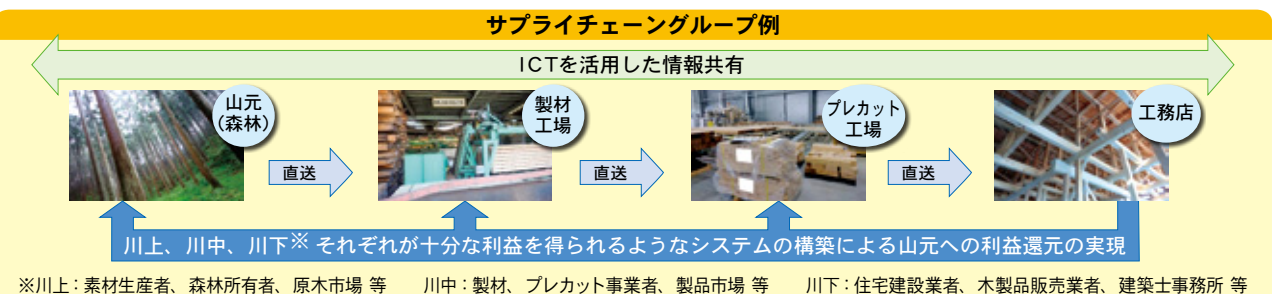 サプライチェーングループ例
ICTを活用した情報共有
山元
(森林)
製材
工場
プレカット
工場
工務店
直送
直送
直送
川上、川中、川下※ それぞれが十分な利益を得られるようなシステムの構築による山元への利益還元の実現
※川上：素材生産者、森林所有者、原木市場 等　川中：製材、プレカット事業者、製品市場 等　川下：住宅建設業者、木製品販売業者、建築士事務所 等